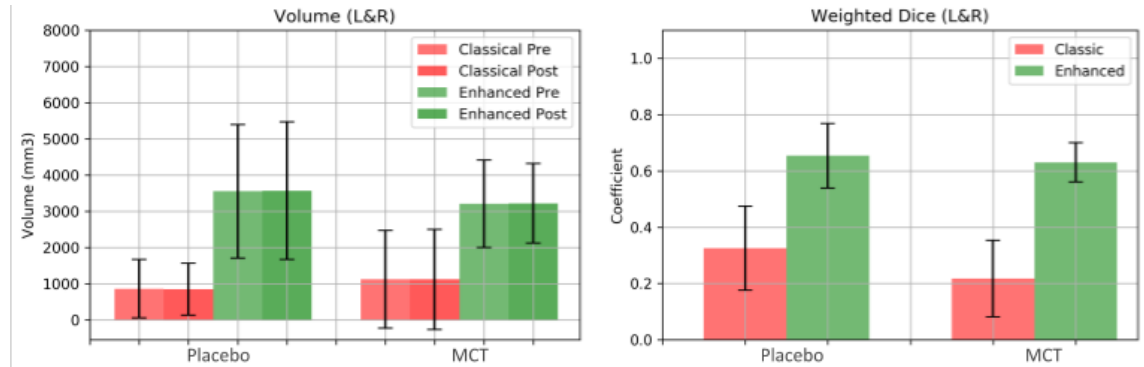 Volume (L&R)
8000
7000
6000
5000
4000
3000
2000
1000
0
Volume (mm3)
Classical Pre
Classical Post
Enhanced Pre
Enhanced Post
Placebo
MCT
Weighted Dice (L&R)
1.0
0.8
0.6
0.4
0.2
0.0
Coefficient
Classic
Enhanced
Placebo
MCT